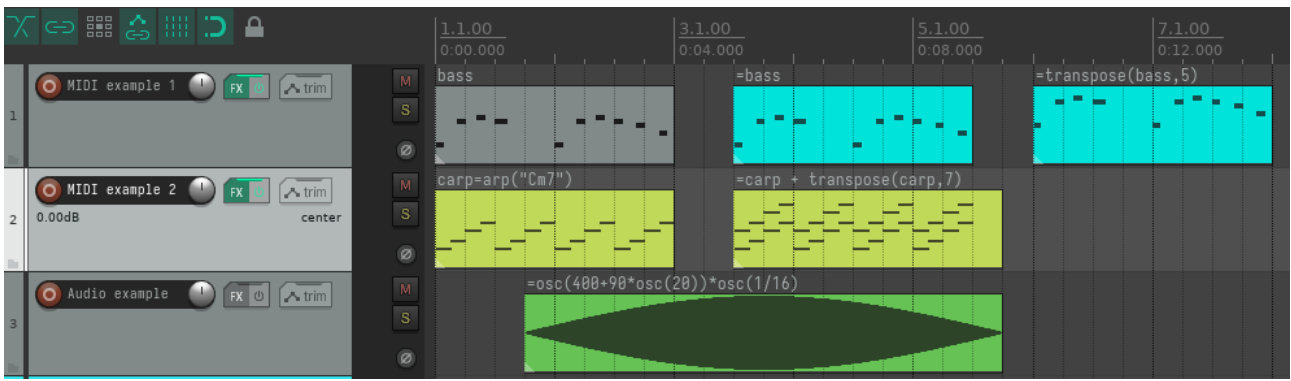 1.1.00 3.1.00 5.1.00 7.1.00
0:00.000 0:04.000 0:08.000 0:12.000
bass =bass =transpose(bass,5)
1 MIDI example 1 FX trim M
S
carp=arp("Cm7") =carp + transpose(carp,7)
MIDI example 2 FX trim M
2 0.00dB center S
=osc(400+90*osc(20))*osc(1/16)
Audio example FX trim M
3 S